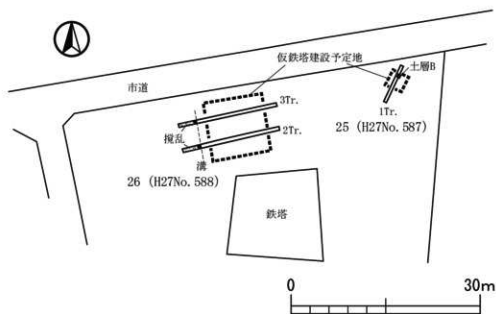 仮鉄塔建設予定地
土層B
市道
3Tr.
1Tr.
25 (H27No. 587)
撹乱
2Tr.
溝
26 (H27No. 588)
鉄塔
0 30m